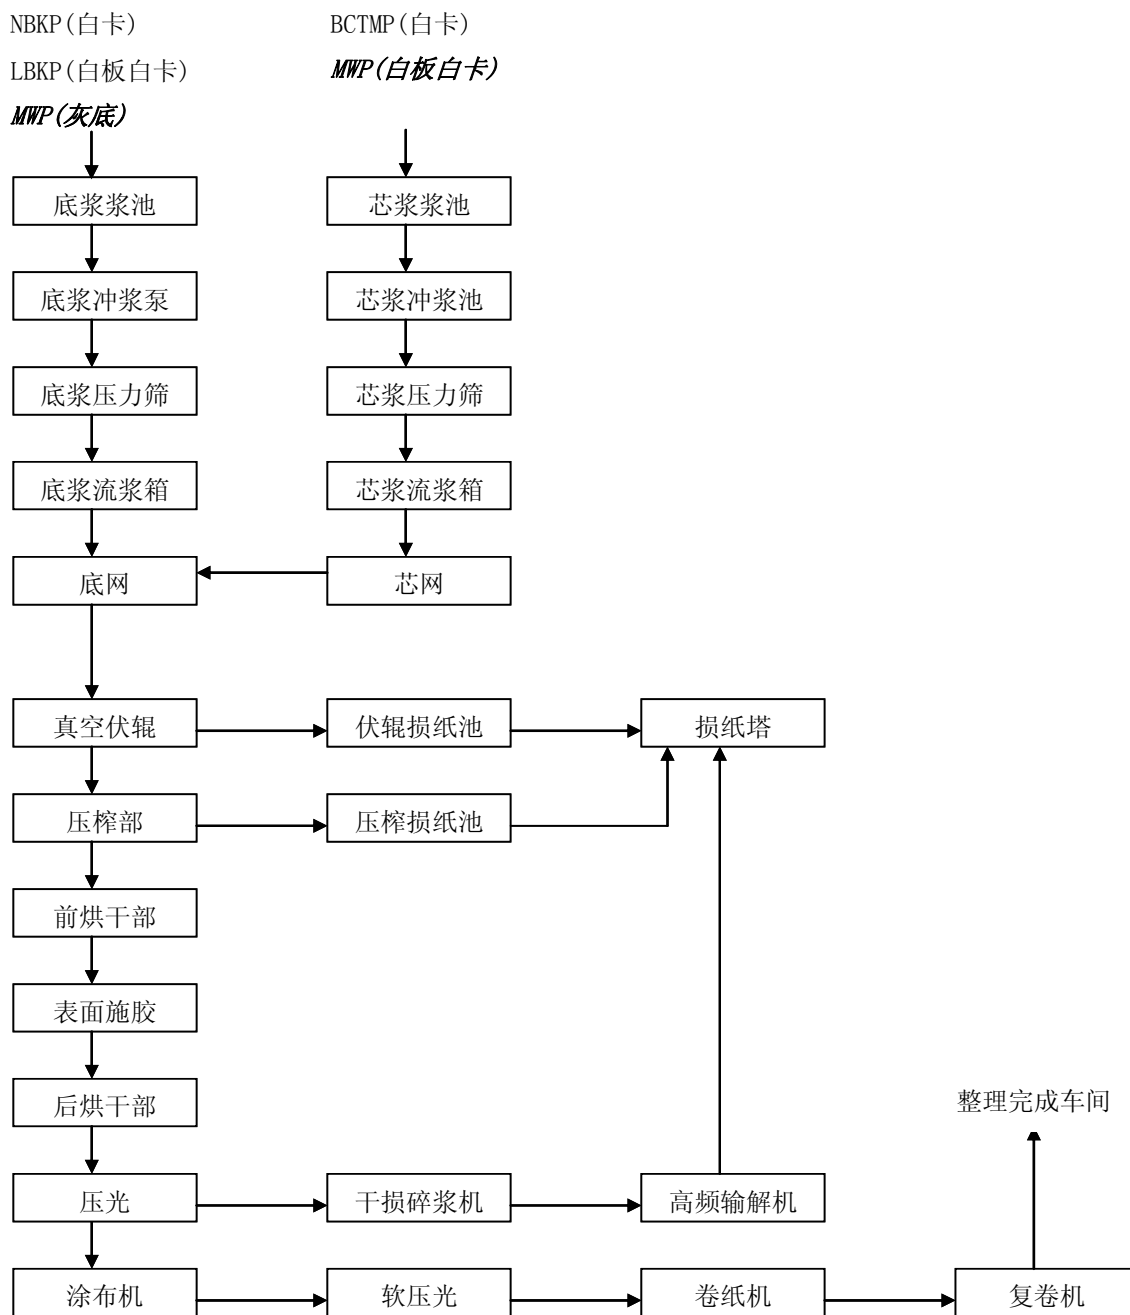 NBKP(白卡)
BCTMP(白卡)
LBKP(白板白卡)
MWP(白板白卡)
MWP(灰底)
底浆浆池
芯浆浆池
底浆冲浆泵
芯浆冲浆池
底浆压力筛
芯浆压力筛
底浆流浆箱
芯浆流浆箱
底网
芯网
真空伏辊
伏辊损纸池
损纸塔
压榨部
压榨损纸池
前烘干部
表面施胶
后烘干部
整理完成车间
压光
干损碎浆机
高频输解机
涂布机
软压光
卷纸机
复卷机